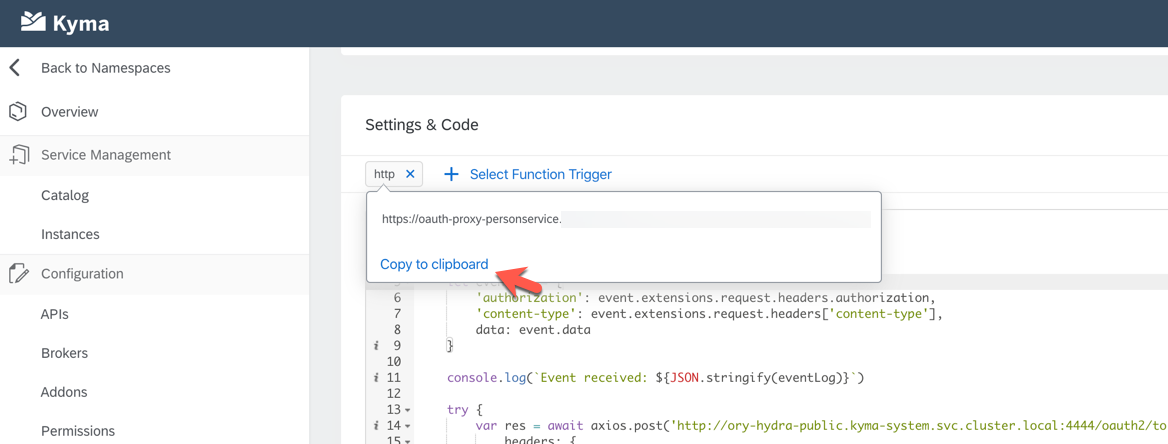 Kyma
Back to Namespaces
Overview
Service Management
Catalog
Instances
Configuration
APIs
Brokers
Addons
Permissions
Settings & Code
http × + Select Function Trigger
https://oauth-proxy-personservice.
Copy to clipboard
6 'authorization': event.extensions.request.headers.authorization,
7 'content-type': event.extensions.request.headers['content-type'],
8 data: event.data
i 9 }
10
i 11 console.log(`Event received: ${JSON.stringify(eventLog)}`)
12
13 try {
i 14 var res = await axios.post('http://ory-hydra-public.kyma-system.svc.cluster.local:4444/oauth2/to
15 headers: {